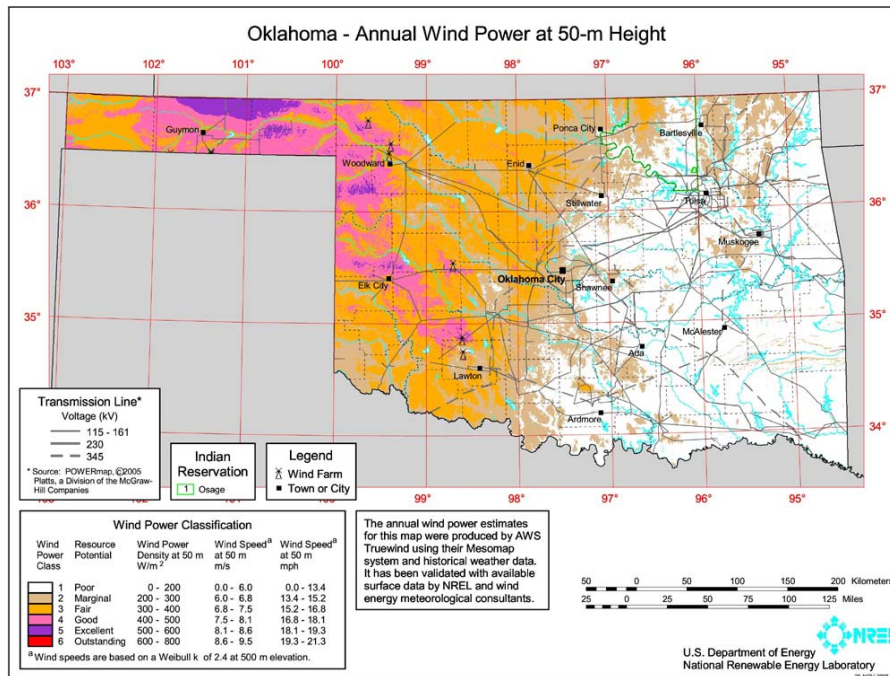 Oklahoma - Annual Wind Power at 50-m Height
103° 102° 101° 100° 99° 98° 97° 96° 95°
37° 37°
Guymon
Ponca City
Bartlesville
Woodward
Enid
36° 36°
Stillwater
Tulsa
Muskogee
Oklahoma City
Elk City
Shawnee
35° 35°
McAlester
Ada
Lawton
Ardmore
34° 34°
99° 98° 97° 96° 95°
Transmission Line*
Voltage (kV)
115 - 161
230
345
* Source: POWERmap, ©2005
Platts, a Division of the McGraw-
Hill Companies
Indian
Reservation
1 Osage
Legend
Wind Farm
Town or City
Wind Power Classification
Wind Resource Wind Power Wind Speed a Wind Speed a
Power Potential Density at 50 m at 50 m at 50 m
Class W/m 2 m/s mph
1 Poor 0 - 200 0.0 - 6.0 0.0 - 13.4
2 Marginal 200 - 300 6.0 - 6.8 13.4 - 15.2
3 Fair 300 - 400 6.8 - 7.5 15.2 - 16.8
4 Good 400 - 500 7.5 - 8.1 16.8 - 18.1
5 Excellent 500 - 600 8.1 - 8.6 18.1 - 19.3
6 Outstanding 600 - 800 8.6 - 9.5 19.3 - 21.3
a Wind speeds are based on a Weibull k of 2.4 at 500 m elevation.
The annual wind power estimates
for this map were produced by AWS
Truewind using their Mesomap
system and historical weather data.
It has been validated with available
surface data by NREL and wind
energy meteorological consultants.
50 0 50 100 150 200 Kilometers
25 0 25 50 75 100 125 Miles
NREL
U.S. Department of Energy
National Renewable Energy Laboratory